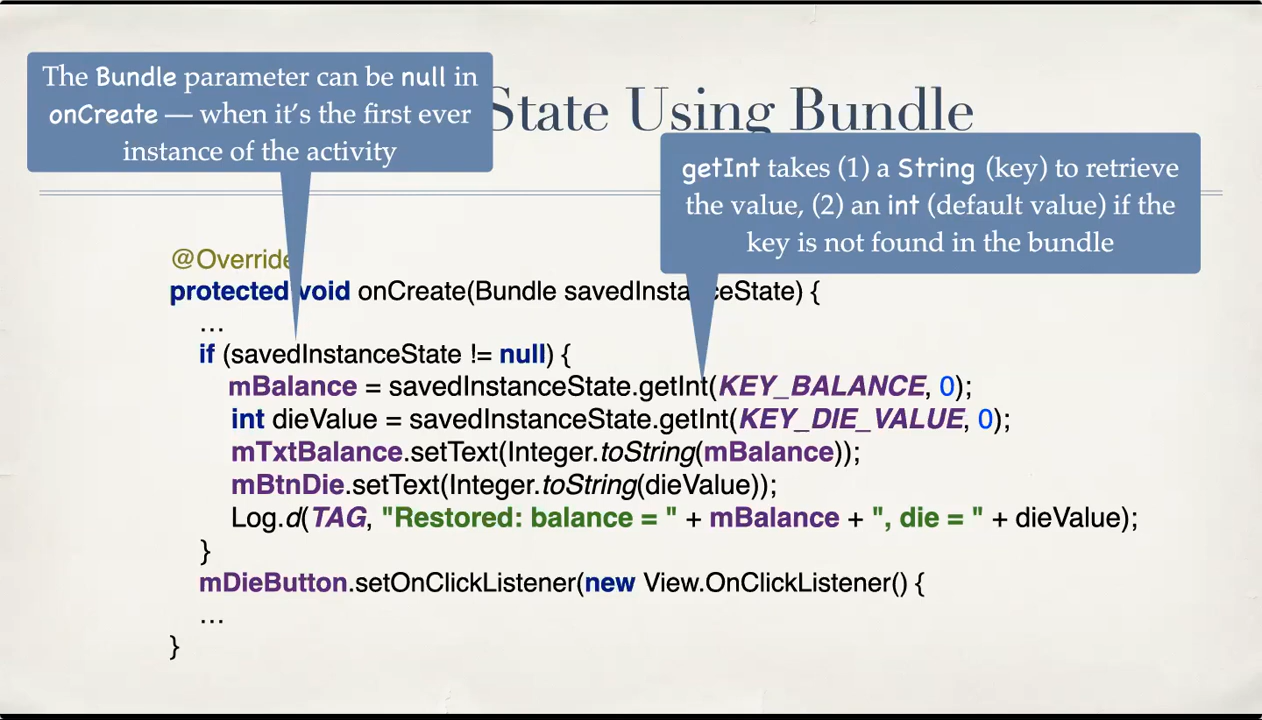 The Bundle parameter can be null in
onCreate — when it's the first ever
instance of the activity
State Using Bundle
getInt takes (1) a String (key) to retrieve
the value, (2) an int (default value) if the
key is not found in the bundle
@Override
protected void onCreate(Bundle savedInstanceState) {
…
if (savedInstanceState != null) {
mBalance = savedInstanceState.getInt(KEY_BALANCE, 0);
int dieValue = savedInstanceState.getInt(KEY_DIE_VALUE, 0);
mTxtBalance.setText(Integer.toString(mBalance));
mBtnDie.setText(Integer.toString(dieValue));
Log.d(TAG, "Restored: balance = " + mBalance + ", die = " + dieValue);
}
mDieButton.setOnClickListener(new View.OnClickListener() {
…
}